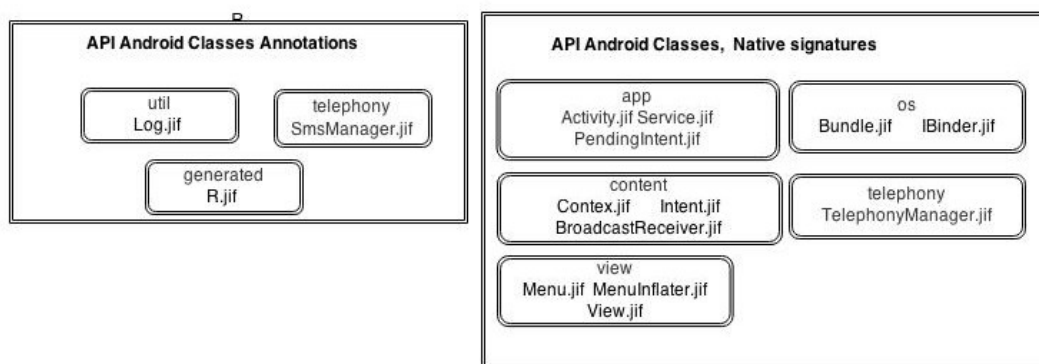 API Android Classes Annotations
util
Log.jif
telephony
SmsManager.jif
generated
R.jif
API Android Classes, Native signatures
app
Activity.jif Service.jif
PendingIntent.jif
os
Bundle.jif IBinder.jif
content
Contex.jif Intent.jif
BroadcastReceiver.jif
telephony
TelephonyManager.jif
view
Menu.jif MenuInflater.jif
View.jif